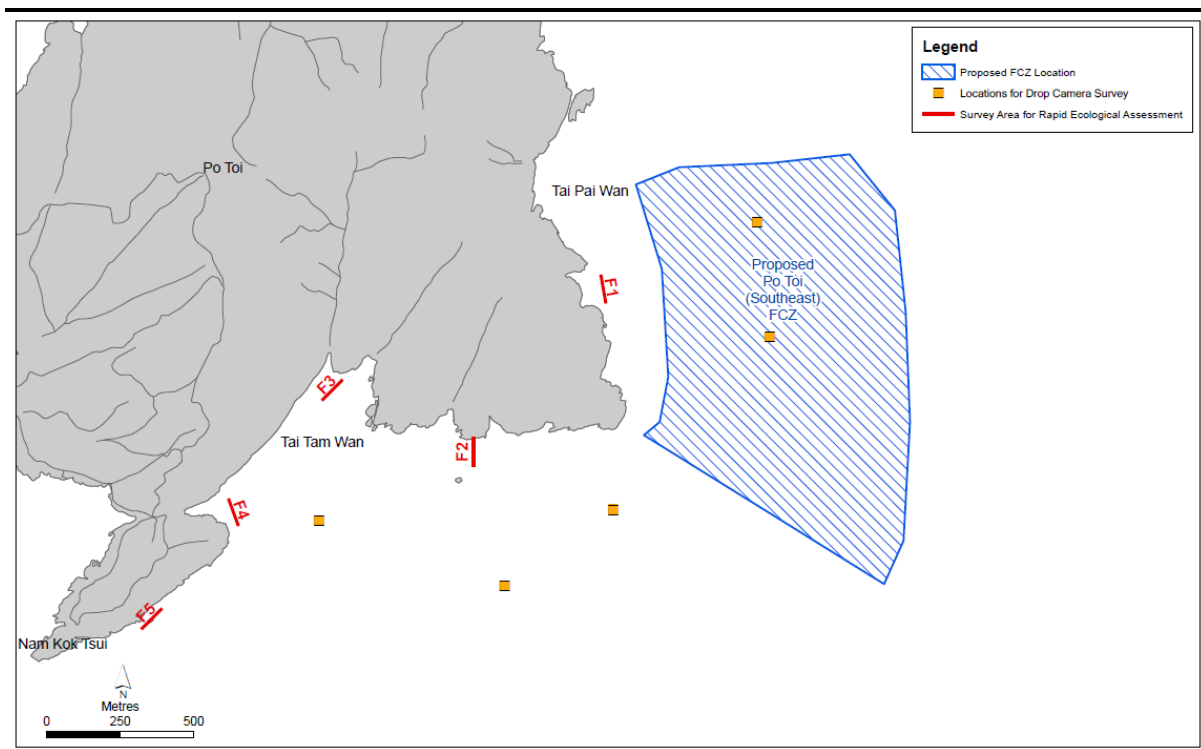 Legend
Proposed FCZ Location
Locations for Drop Camera Survey
Survey Area for Rapid Ecological Assessment
Po Toi
Tai Pai Wan
Proposed
Po Toi
(Southeast)
FCZ
F1
F3
Tai Tam Wan
F2
F4
F5
Nam Kok Tsui
N
Metres
0 250 500